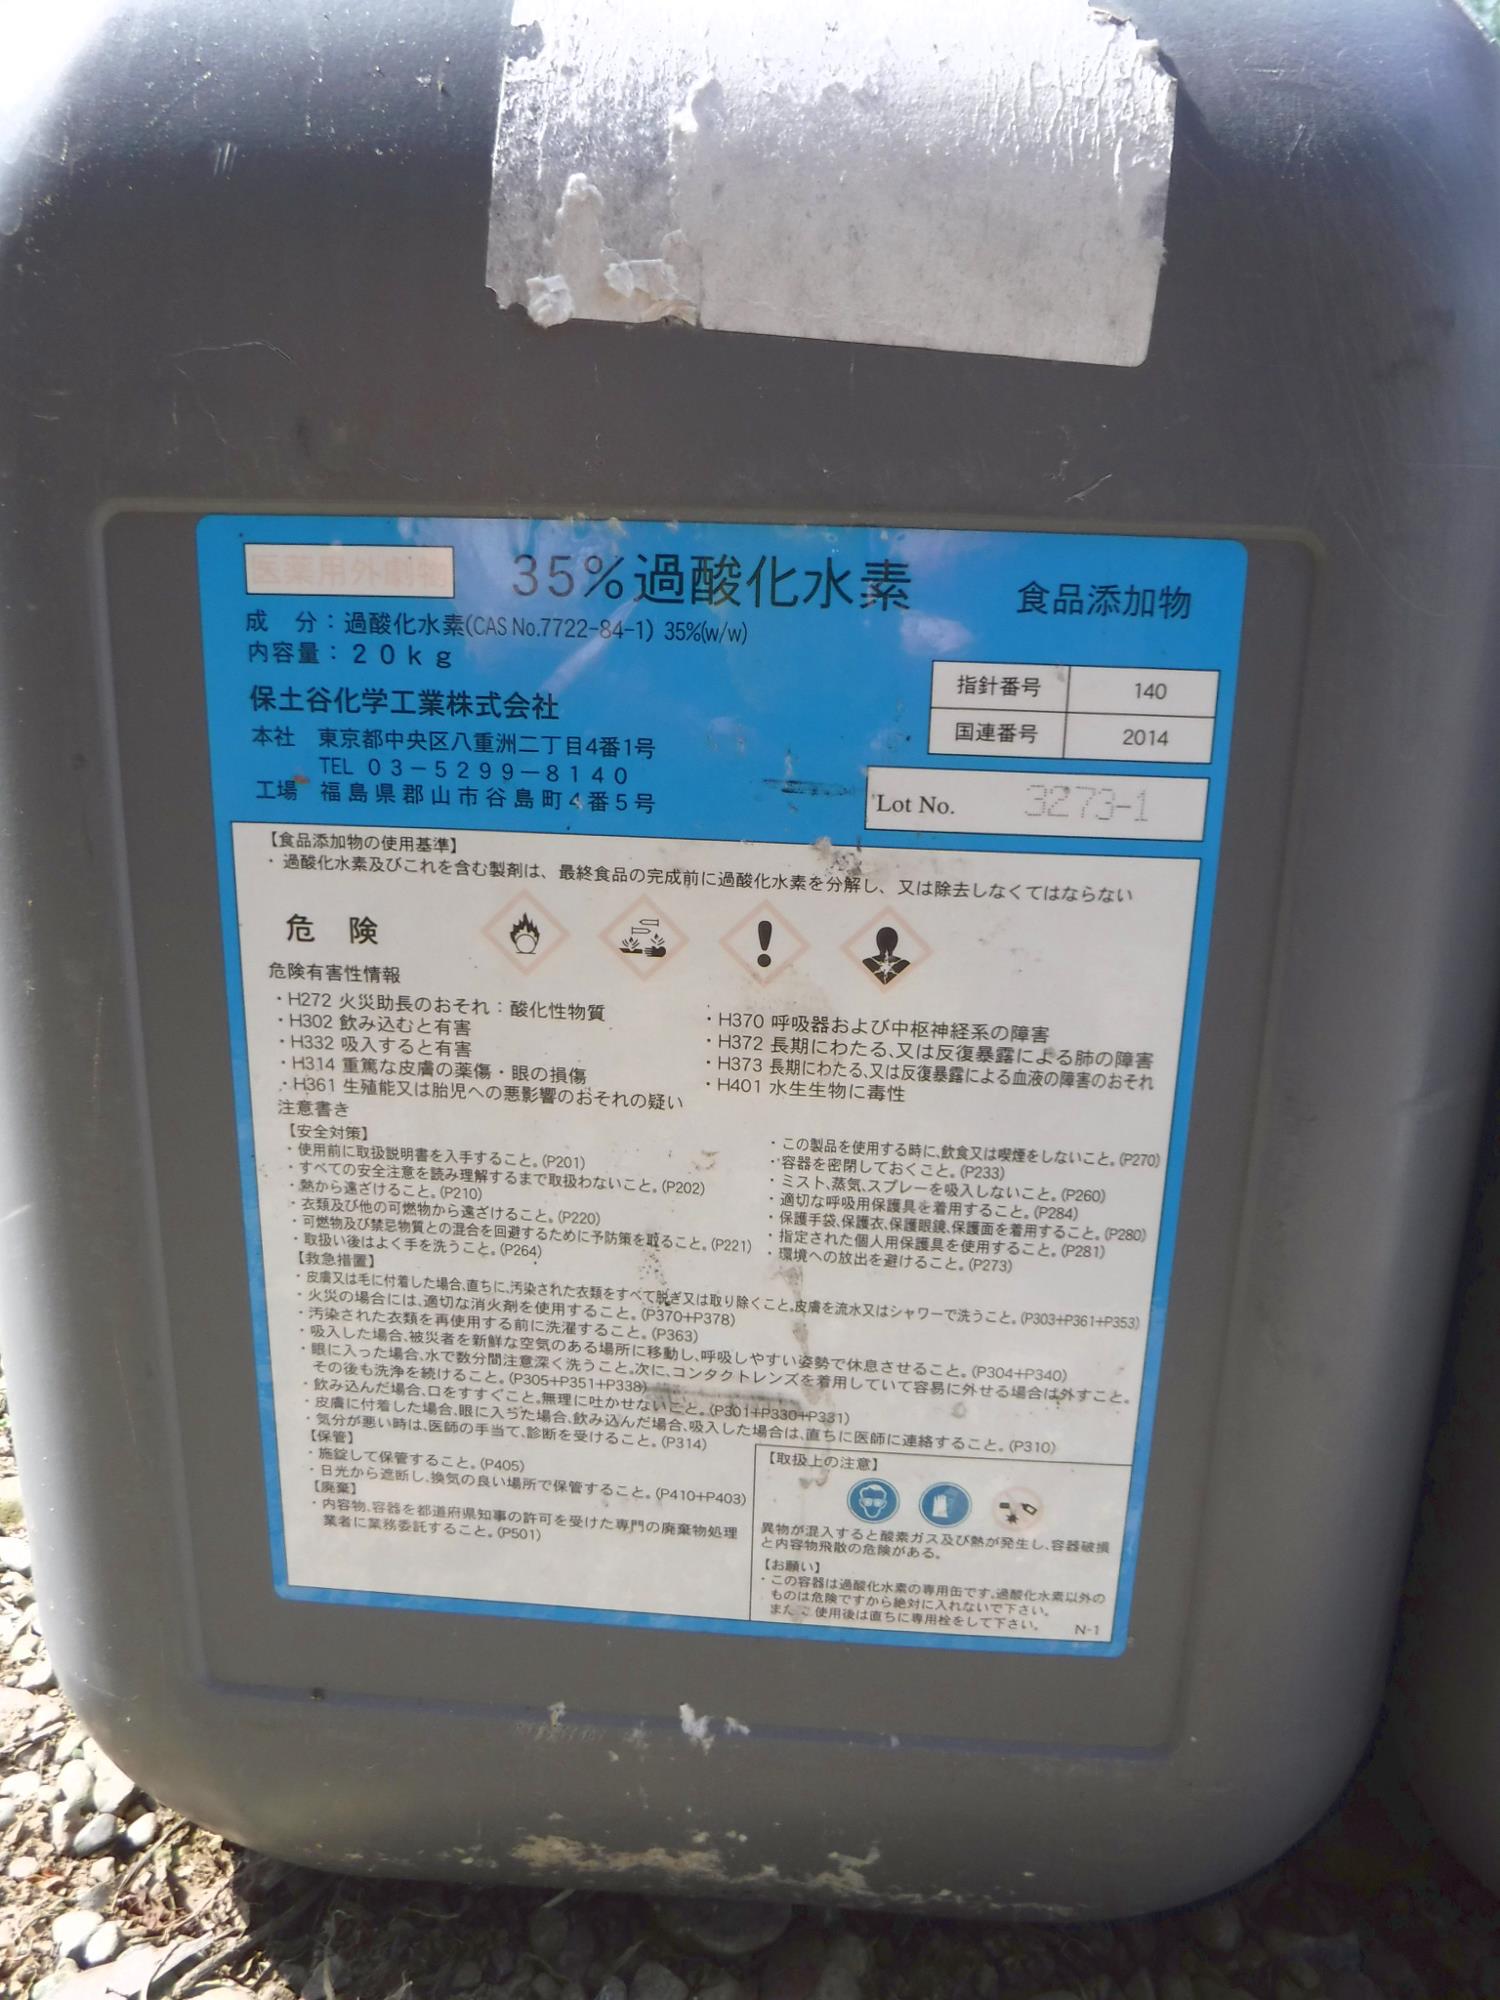 医薬用外劇物
35%過酸化水素
食品添加物
成　分：過酸化水素(CAS No.7722-84-1) 35%(w/w)
内容量：20kg
指針番号 140
国連番号 2014
保土谷化学工業株式会社
本社 東京都中央区八重洲二丁目4番1号
TEL 03-5299-8140
工場 福島県郡山市谷島町4番5号
Lot No. 3273-1
【食品添加物の使用基準】
・過酸化水素及びこれを含む製剤は、最終食品の完成前に過酸化水素を分解し、又は除去しなくてはならない
危 険
危険有害性情報
・H272 火災助長のおそれ：酸化性物質
・H302 飲み込むと有害
・H332 吸入すると有害
・H314 重篤な皮膚の薬傷・眼の損傷
・H361 生殖能又は胎児への悪影響のおそれの疑い
・H370 呼吸器および中枢神経系の障害
・H372 長期にわたる、又は反復暴露による肺の障害
・H373 長期にわたる、又は反復暴露による血液の障害のおそれ
・H401 水生生物に毒性
注意書き
【安全対策】
・使用前に取扱説明書を入手すること。(P201)
・すべての安全注意を読み理解するまで取扱わないこと。(P202)
・熱から遠ざけること。(P210)
・衣類及び他の可燃物から遠ざけること。(P220)
・可燃物及び禁忌物質との混合を回避するために予防策を取ること。(P221)
・取扱い後はよく手を洗うこと。(P264)
・この製品を使用する時に、飲食又は喫煙をしないこと。(P270)
・容器を密閉しておくこと。(P233)
・ミスト、蒸気、スプレーを吸入しないこと。(P260)
・適切な呼吸用保護具を着用すること。(P284)
・保護手袋、保護衣、保護眼鏡、保護面を着用すること。(P280)
・指定された個人用保護具を使用すること。(P281)
・環境への放出を避けること。(P273)
【救急措置】
・皮膚又は毛に付着した場合、直ちに、汚染された衣類をすべて脱ぎ又は取り除くこと。皮膚を流水又はシャワーで洗うこと。(P303+P361+P353)
・火災の場合には、適切な消火剤を使用すること。(P370+P378)
・汚染された衣類を再使用する前に洗濯すること。(P363)
・吸入した場合、被災者を新鮮な空気のある場所に移動し、呼吸しやすい姿勢で休息させること。(P304+P340)
・眼に入った場合、水で数分間注意深く洗うこと。次に、コンタクトレンズを着用していて容易に外せる場合は外すこと。
その後も洗浄を続けること。(P305+P351+P338)
・飲み込んだ場合、口をすすぐこと。無理に吐かせないこと。(P301+P330+P331)
・皮膚に付着した場合、眼に入った場合、飲み込んだ場合、吸入した場合は、直ちに医師に連絡すること。(P310)
・気分が悪い時は、医師の手当て、診断を受けること。(P314)
【保管】
・施錠して保管すること。(P405)
・日光から遮断し、換気の良い場所で保管すること。(P410+P403)
【廃棄】
・内容物、容器を都道府県知事の許可を受けた専門の廃棄物処理
業者に業務委託すること。(P501)
【取扱上の注意】
異物が混入すると酸素ガス及び熱が発生し、容器破損
と内容物飛散の危険がある。
【お願い】
・この容器は過酸化水素の専用缶です。過酸化水素以外の
ものは危険ですから絶対に入れないで下さい。
またご使用後は直ちに専用栓をして下さい。
N-1